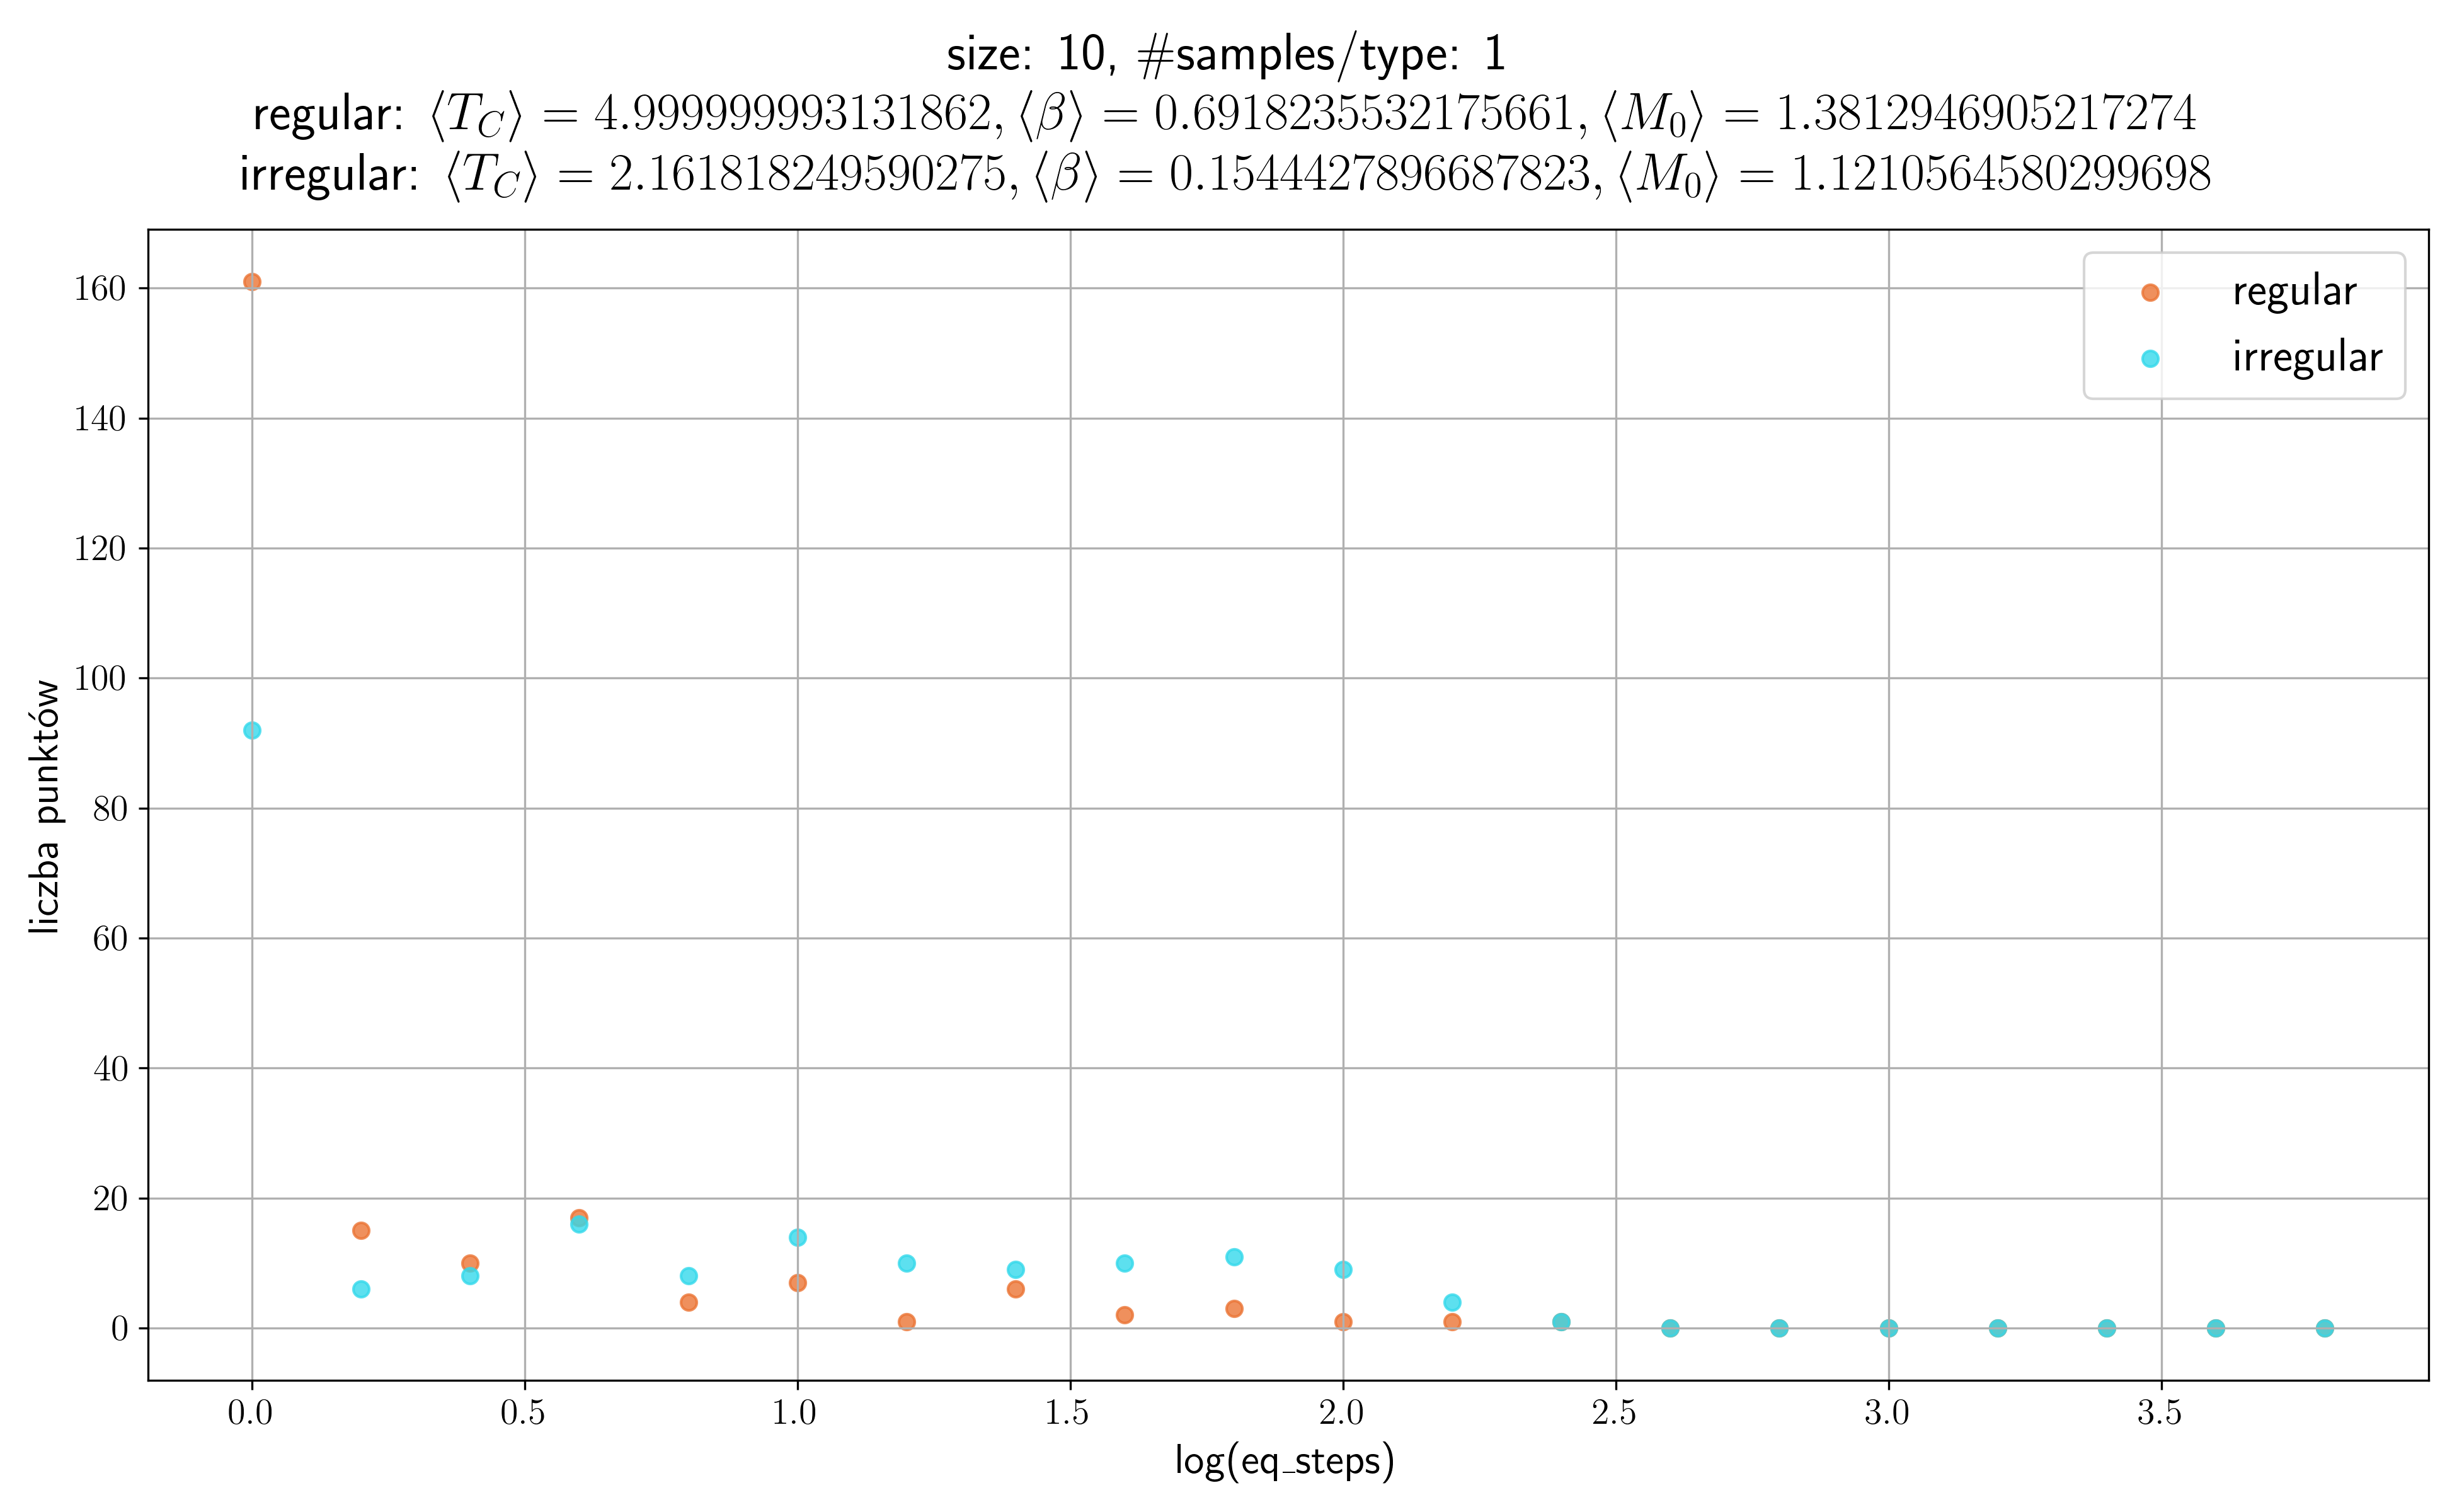 size: 10, #samples/type: 1
regular: ⟨T_C⟩ = 4.999999993131862, ⟨β⟩ = 0.6918235532175661, ⟨M_0⟩ = 1.3812946905217274
irregular: ⟨T_C⟩ = 2.161818249590275, ⟨β⟩ = 0.1544427896687823, ⟨M_0⟩ = 1.1210564580299698
regular
irregular
160
140
120
100
80
60
40
20
0
liczba punktów
0.0 0.5 1.0 1.5 2.0 2.5 3.0 3.5
log(eq_steps)